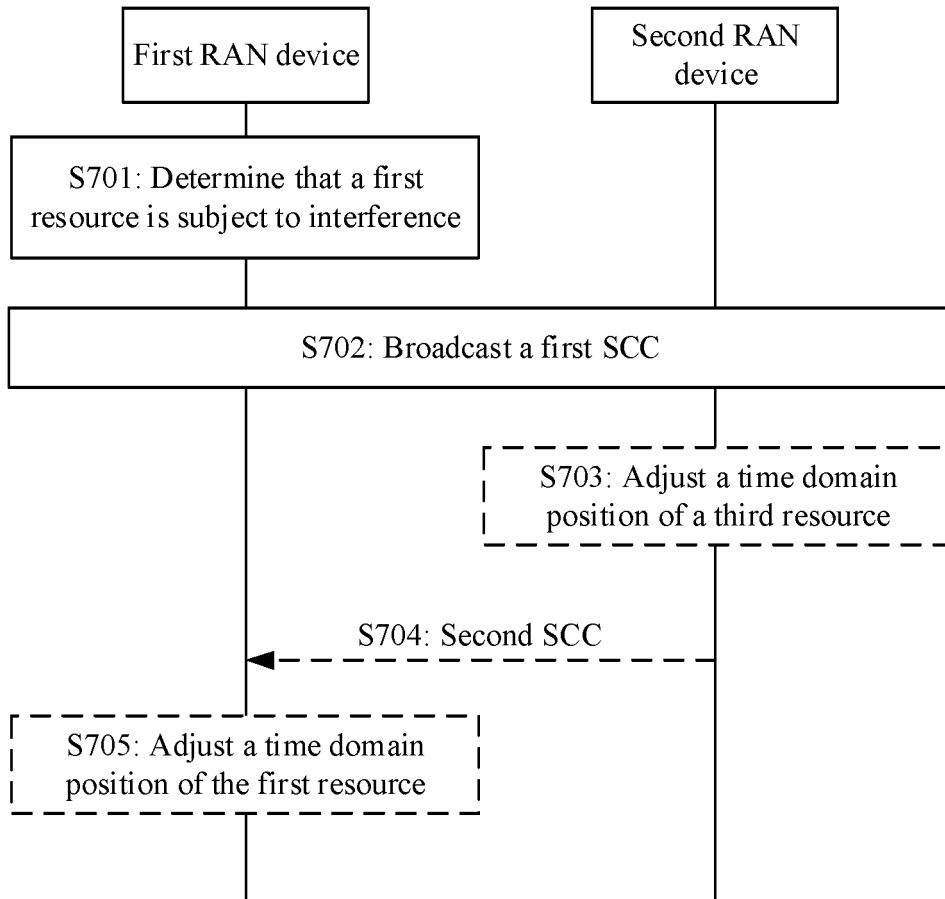 First RAN device
Second RAN
device
S701: Determine that a first
resource is subject to interference
S702: Broadcast a first SCC
S703: Adjust a time domain
position of a third resource
S704: Second SCC
S705: Adjust a time domain
position of the first resource